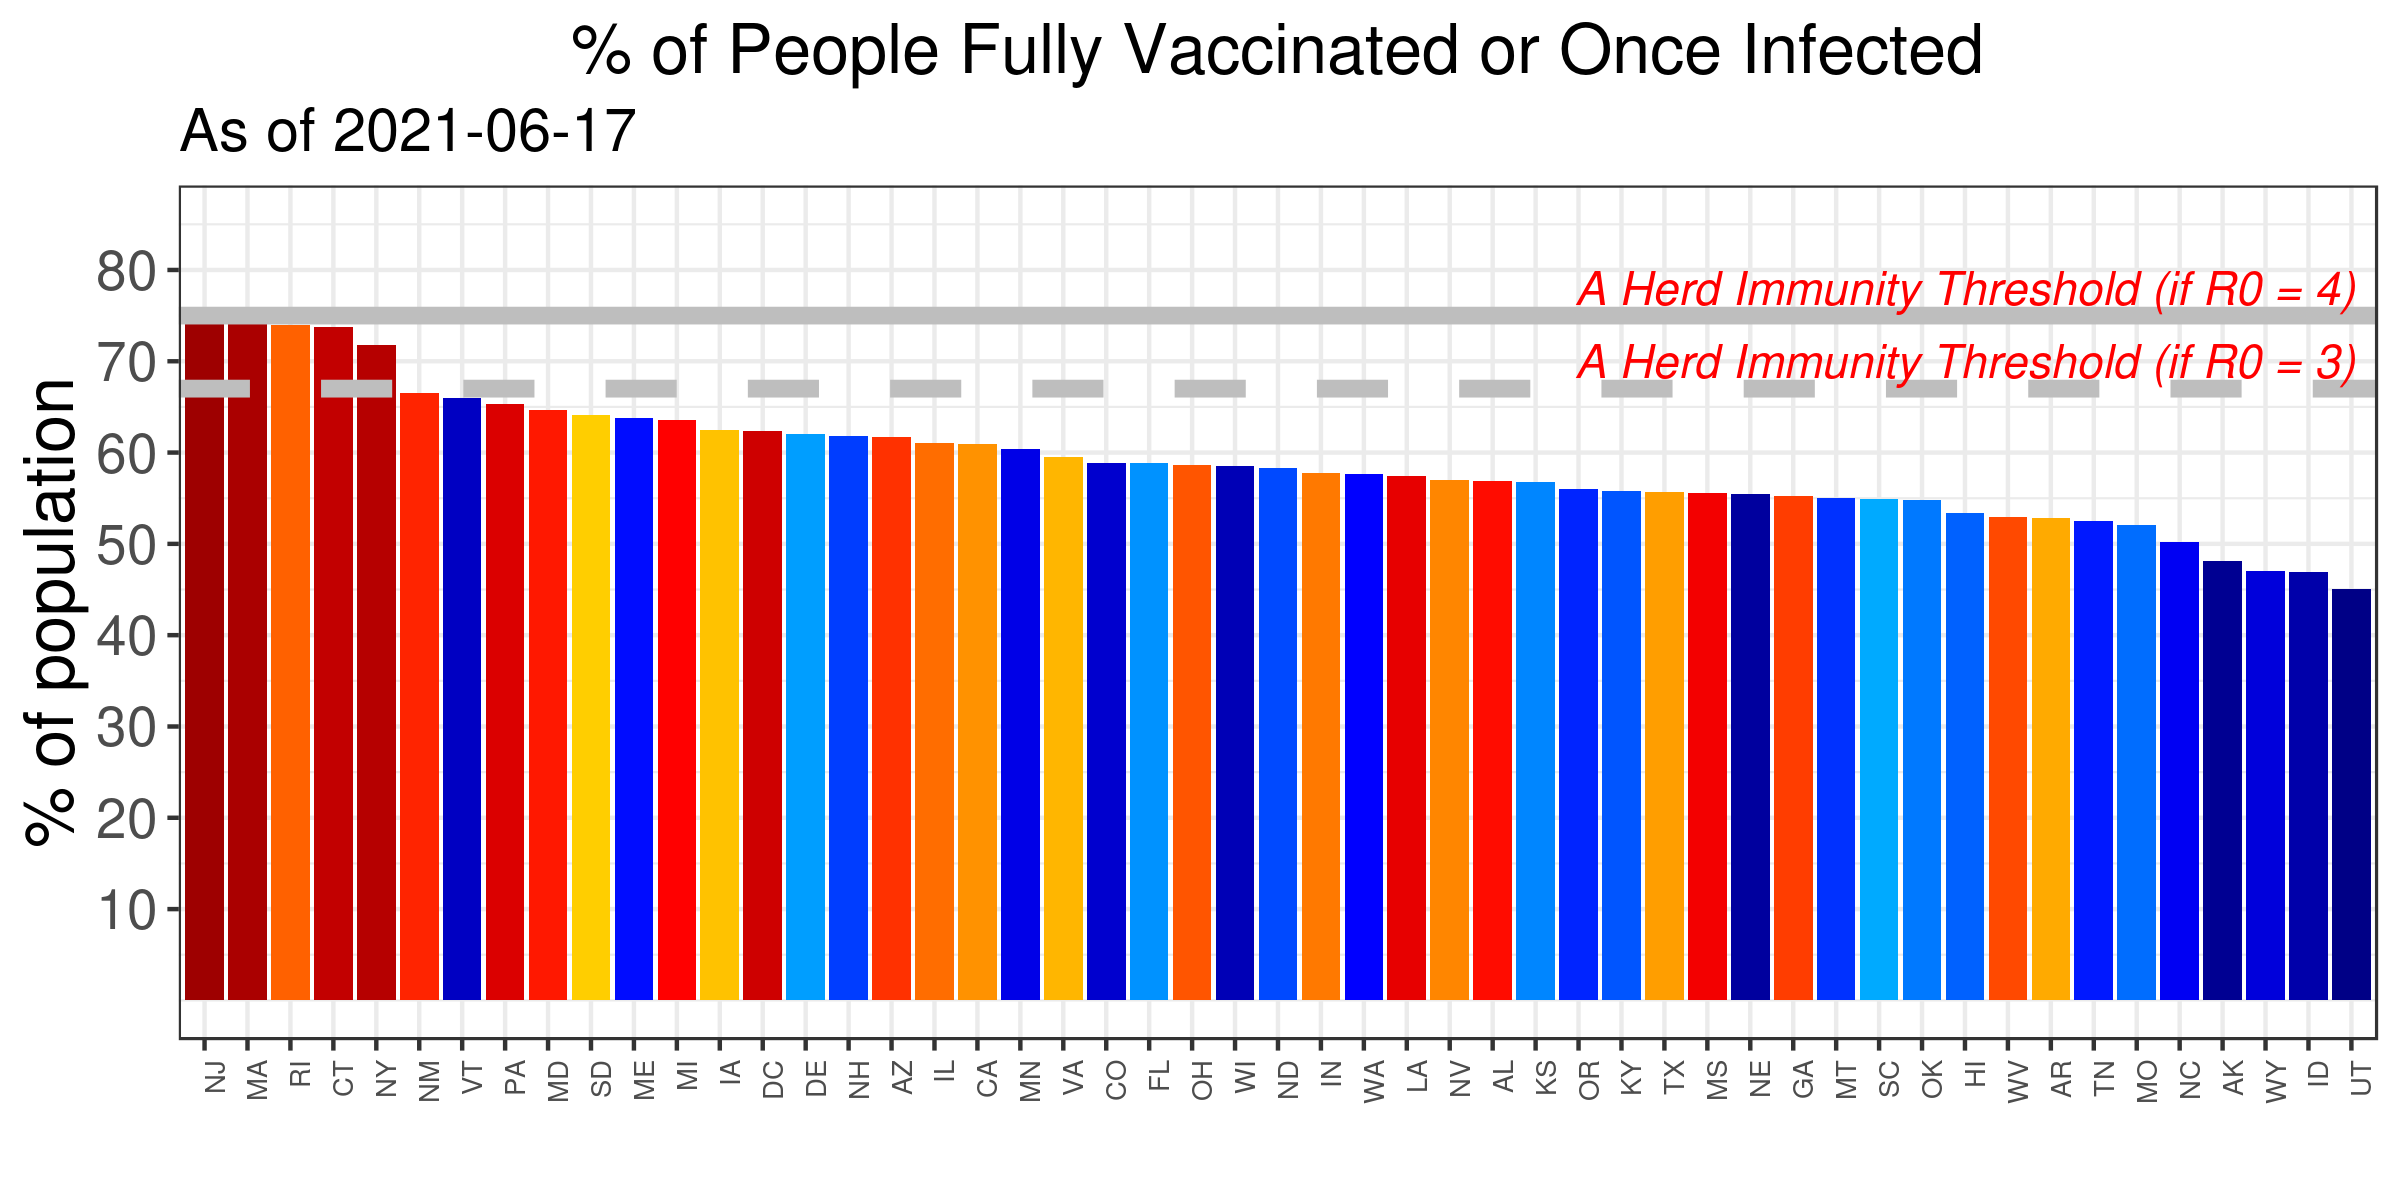 % of People Fully Vaccinated or Once Infected
As of 2021-06-17
% of population
80
70
60
50
40
30
20
10
A Herd Immunity Threshold (if R0 = 4)
A Herd Immunity Threshold (if R0 = 3)
NJ MA RI CT NY NM VT PA MD SD ME MI IA DC DE NH AZ IL CA MN VA CO FL OH WI ND IN WA LA NV AL KS OR KY TX MS NE GA MT SC OK HI WV AR TN MO NC AK WY ID UT